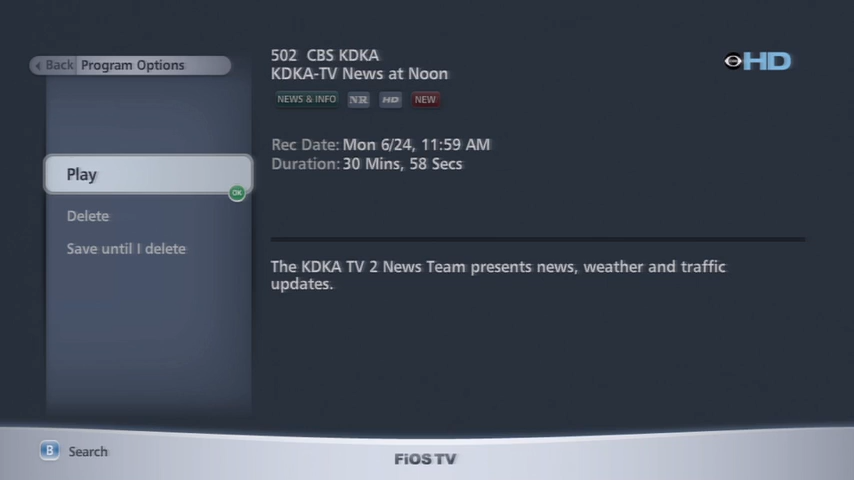 502 CBS KDKA
KDKA-TV News at Noon
Back Program Options
HD
NEWS & INFO NR HD NEW
Rec Date: Mon 6/24, 11:59 AM
Duration: 30 Mins, 58 Secs
Play
OK
Delete
Save until I delete
The KDKA TV 2 News Team presents news, weather and traffic
updates.
B Search
FiOS TV